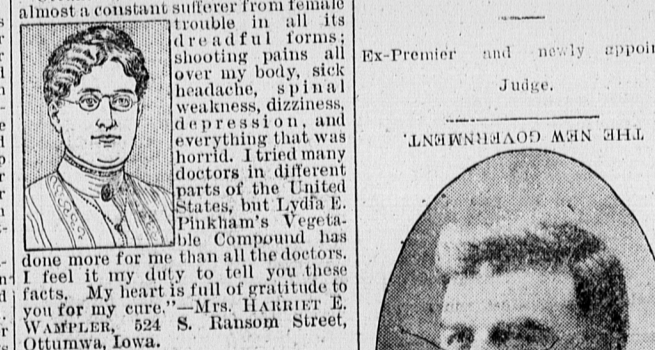 almost a constant sufferer from female
trouble in all its
dreadful forms;
shooting pains all
over my body, sick
headache, spinal
weakness, dizziness,
depression, and
everything that was
horrid. I tried many
doctors in different
parts of the United
States, but Lydia E.
Pinkham's Vegeta-
ble Compound has
done more for me than all the doctors.
I feel it my duty to tell you these
facts. My heart is full of gratitude to
you for my cure."—Mrs. HARRIET E.
WAMPLER, 524 S. Ransom Street,
Ottumwa, Iowa.
Ex-Premier and newly appoin
Judge.
THE NEW GOVERNMENT.